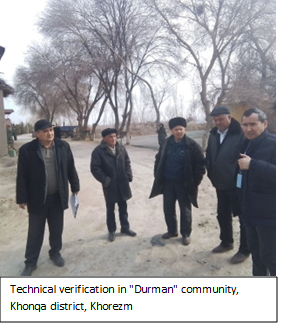 Technical verification in "Durman" community,
Khonqa district, Khorezm